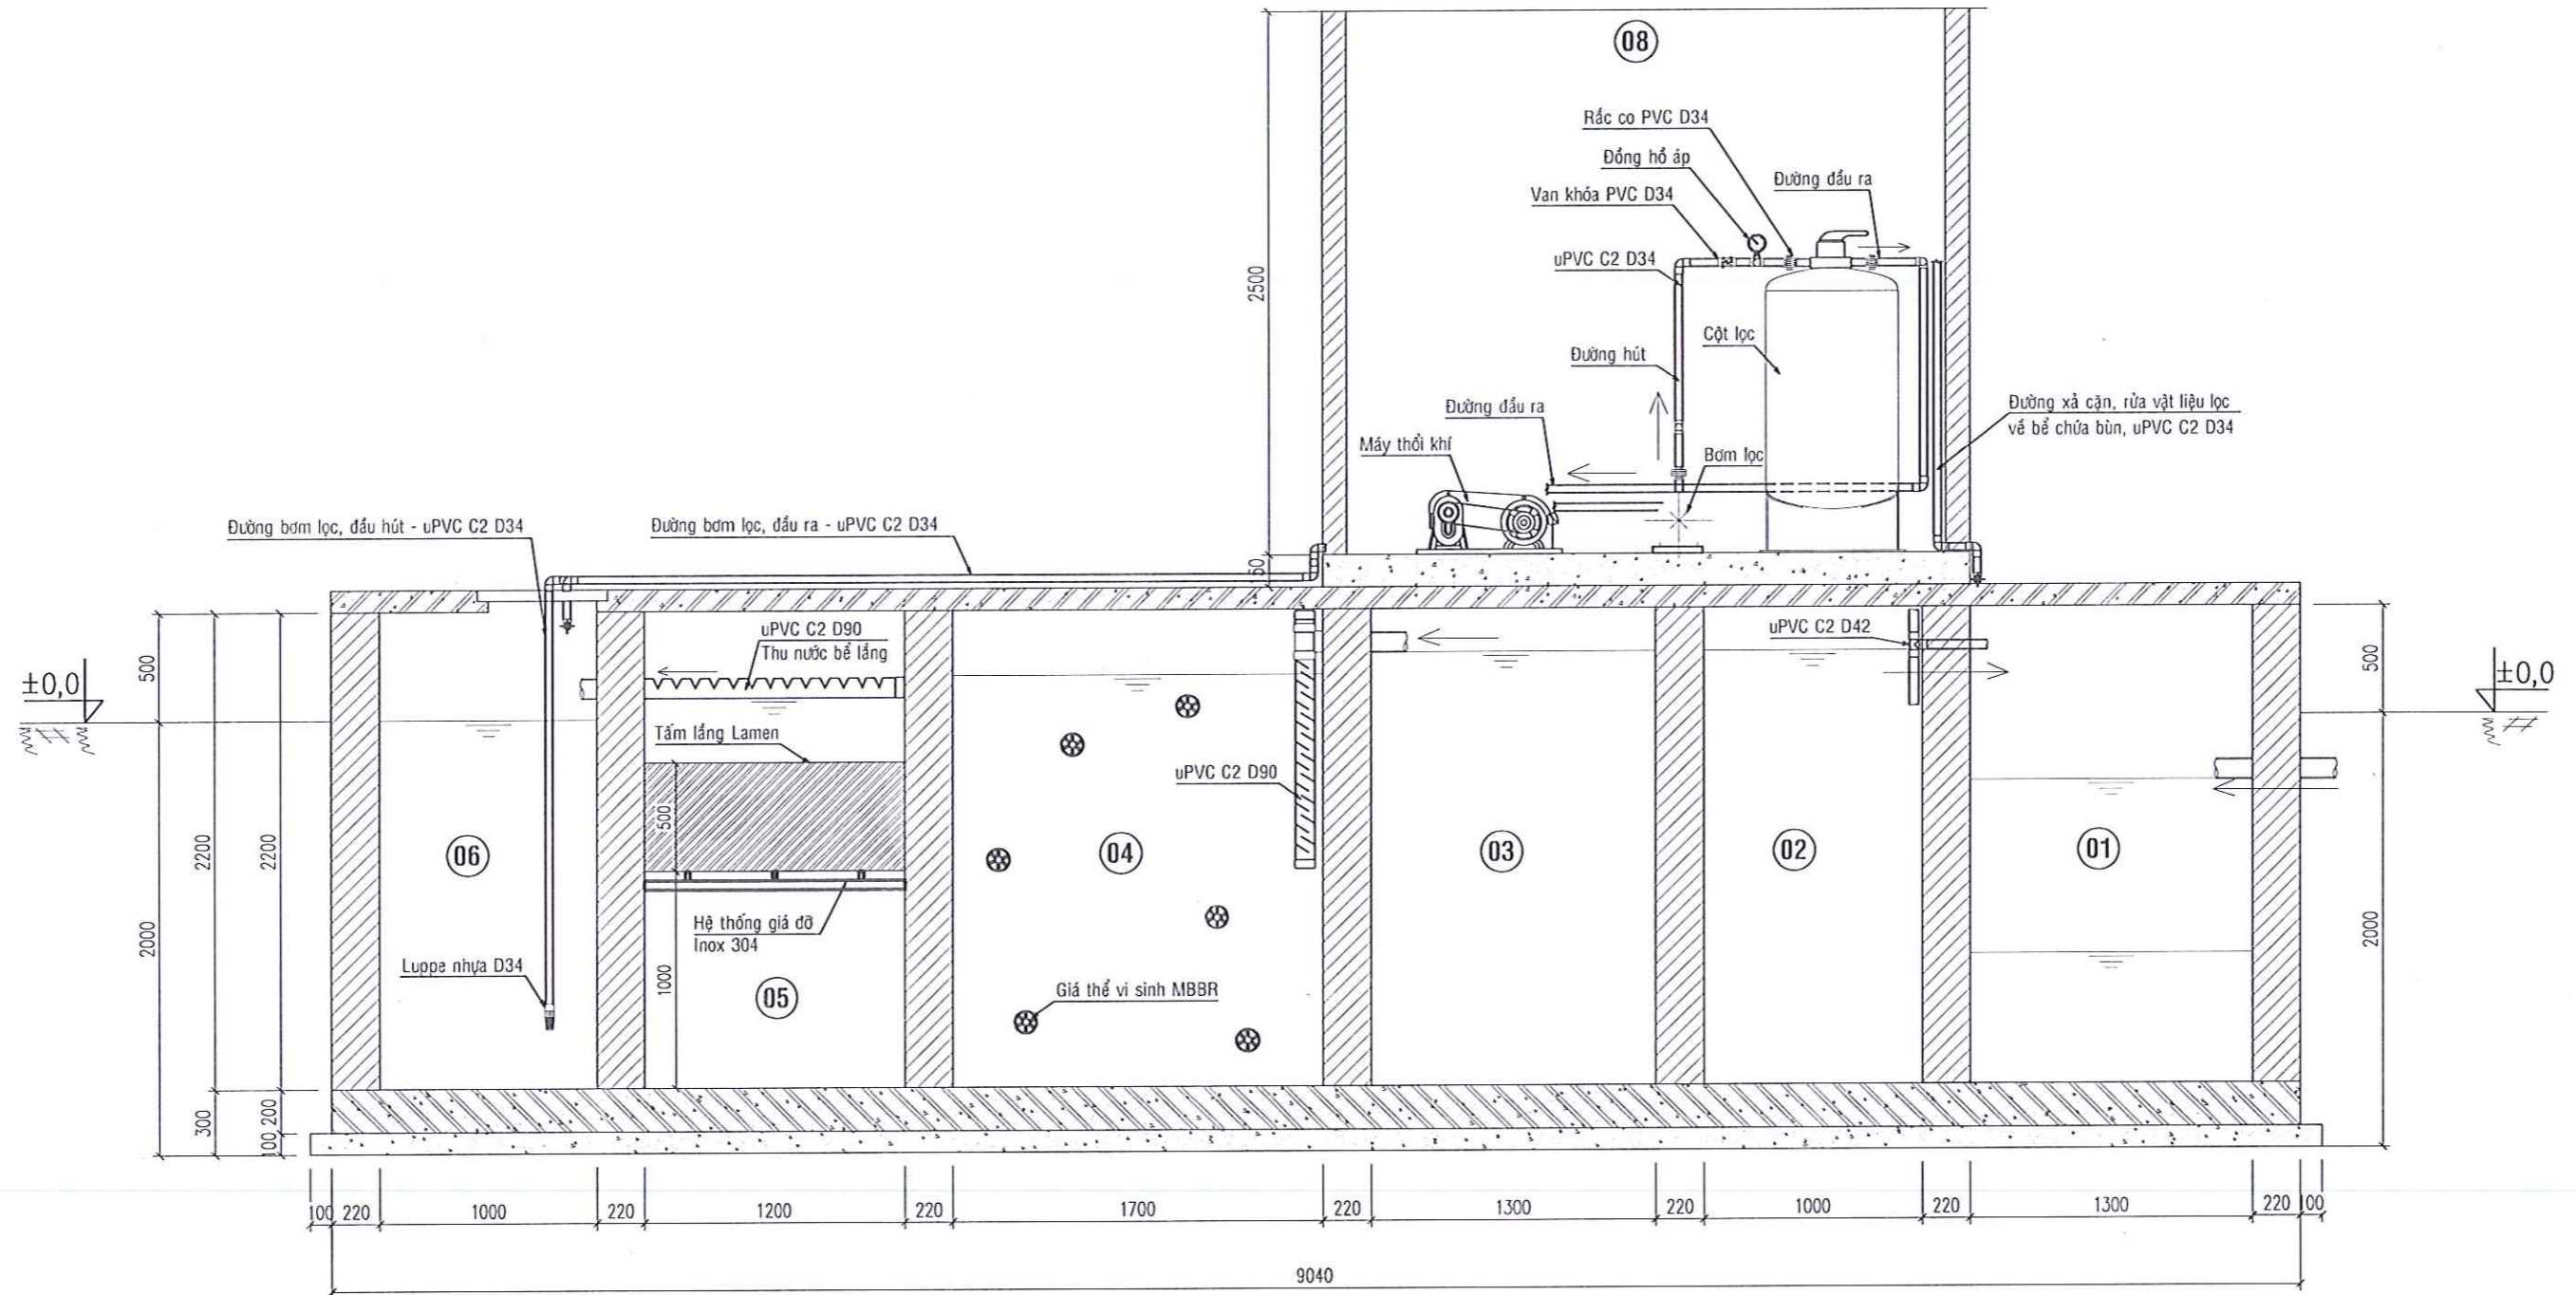 08
Rắc co PVC D34
Đồng hồ áp
Van khóa PVC D34
Đường đầu ra
uPVC C2 D34
2500
Cột lọc
Đường hút
Đường đầu ra
Đường xả cặn, rửa vật liệu lọc
về bể chứa bùn, uPVC C2 D34
Máy thổi khí
Bơm lọc
Đường bơm lọc, đầu hút - uPVC C2 D34
Đường bơm lọc, đầu ra - uPVC C2 D34
uPVC C2 D90
Thu nước bể lắng
uPVC C2 D42
500
500
±0,0
±0,0
Tấm lắng Lamen
uPVC C2 D90
500
2200
2200
06
04
03
02
01
Hệ thống giá đỡ
Inox 304
2000
2000
Luppe nhựa D34
1000
05
Giá thể vi sinh MBBR
300
200
100
100
220
1000
220
1200
220
1700
220
1300
220
1000
220
1300
220
100
9040